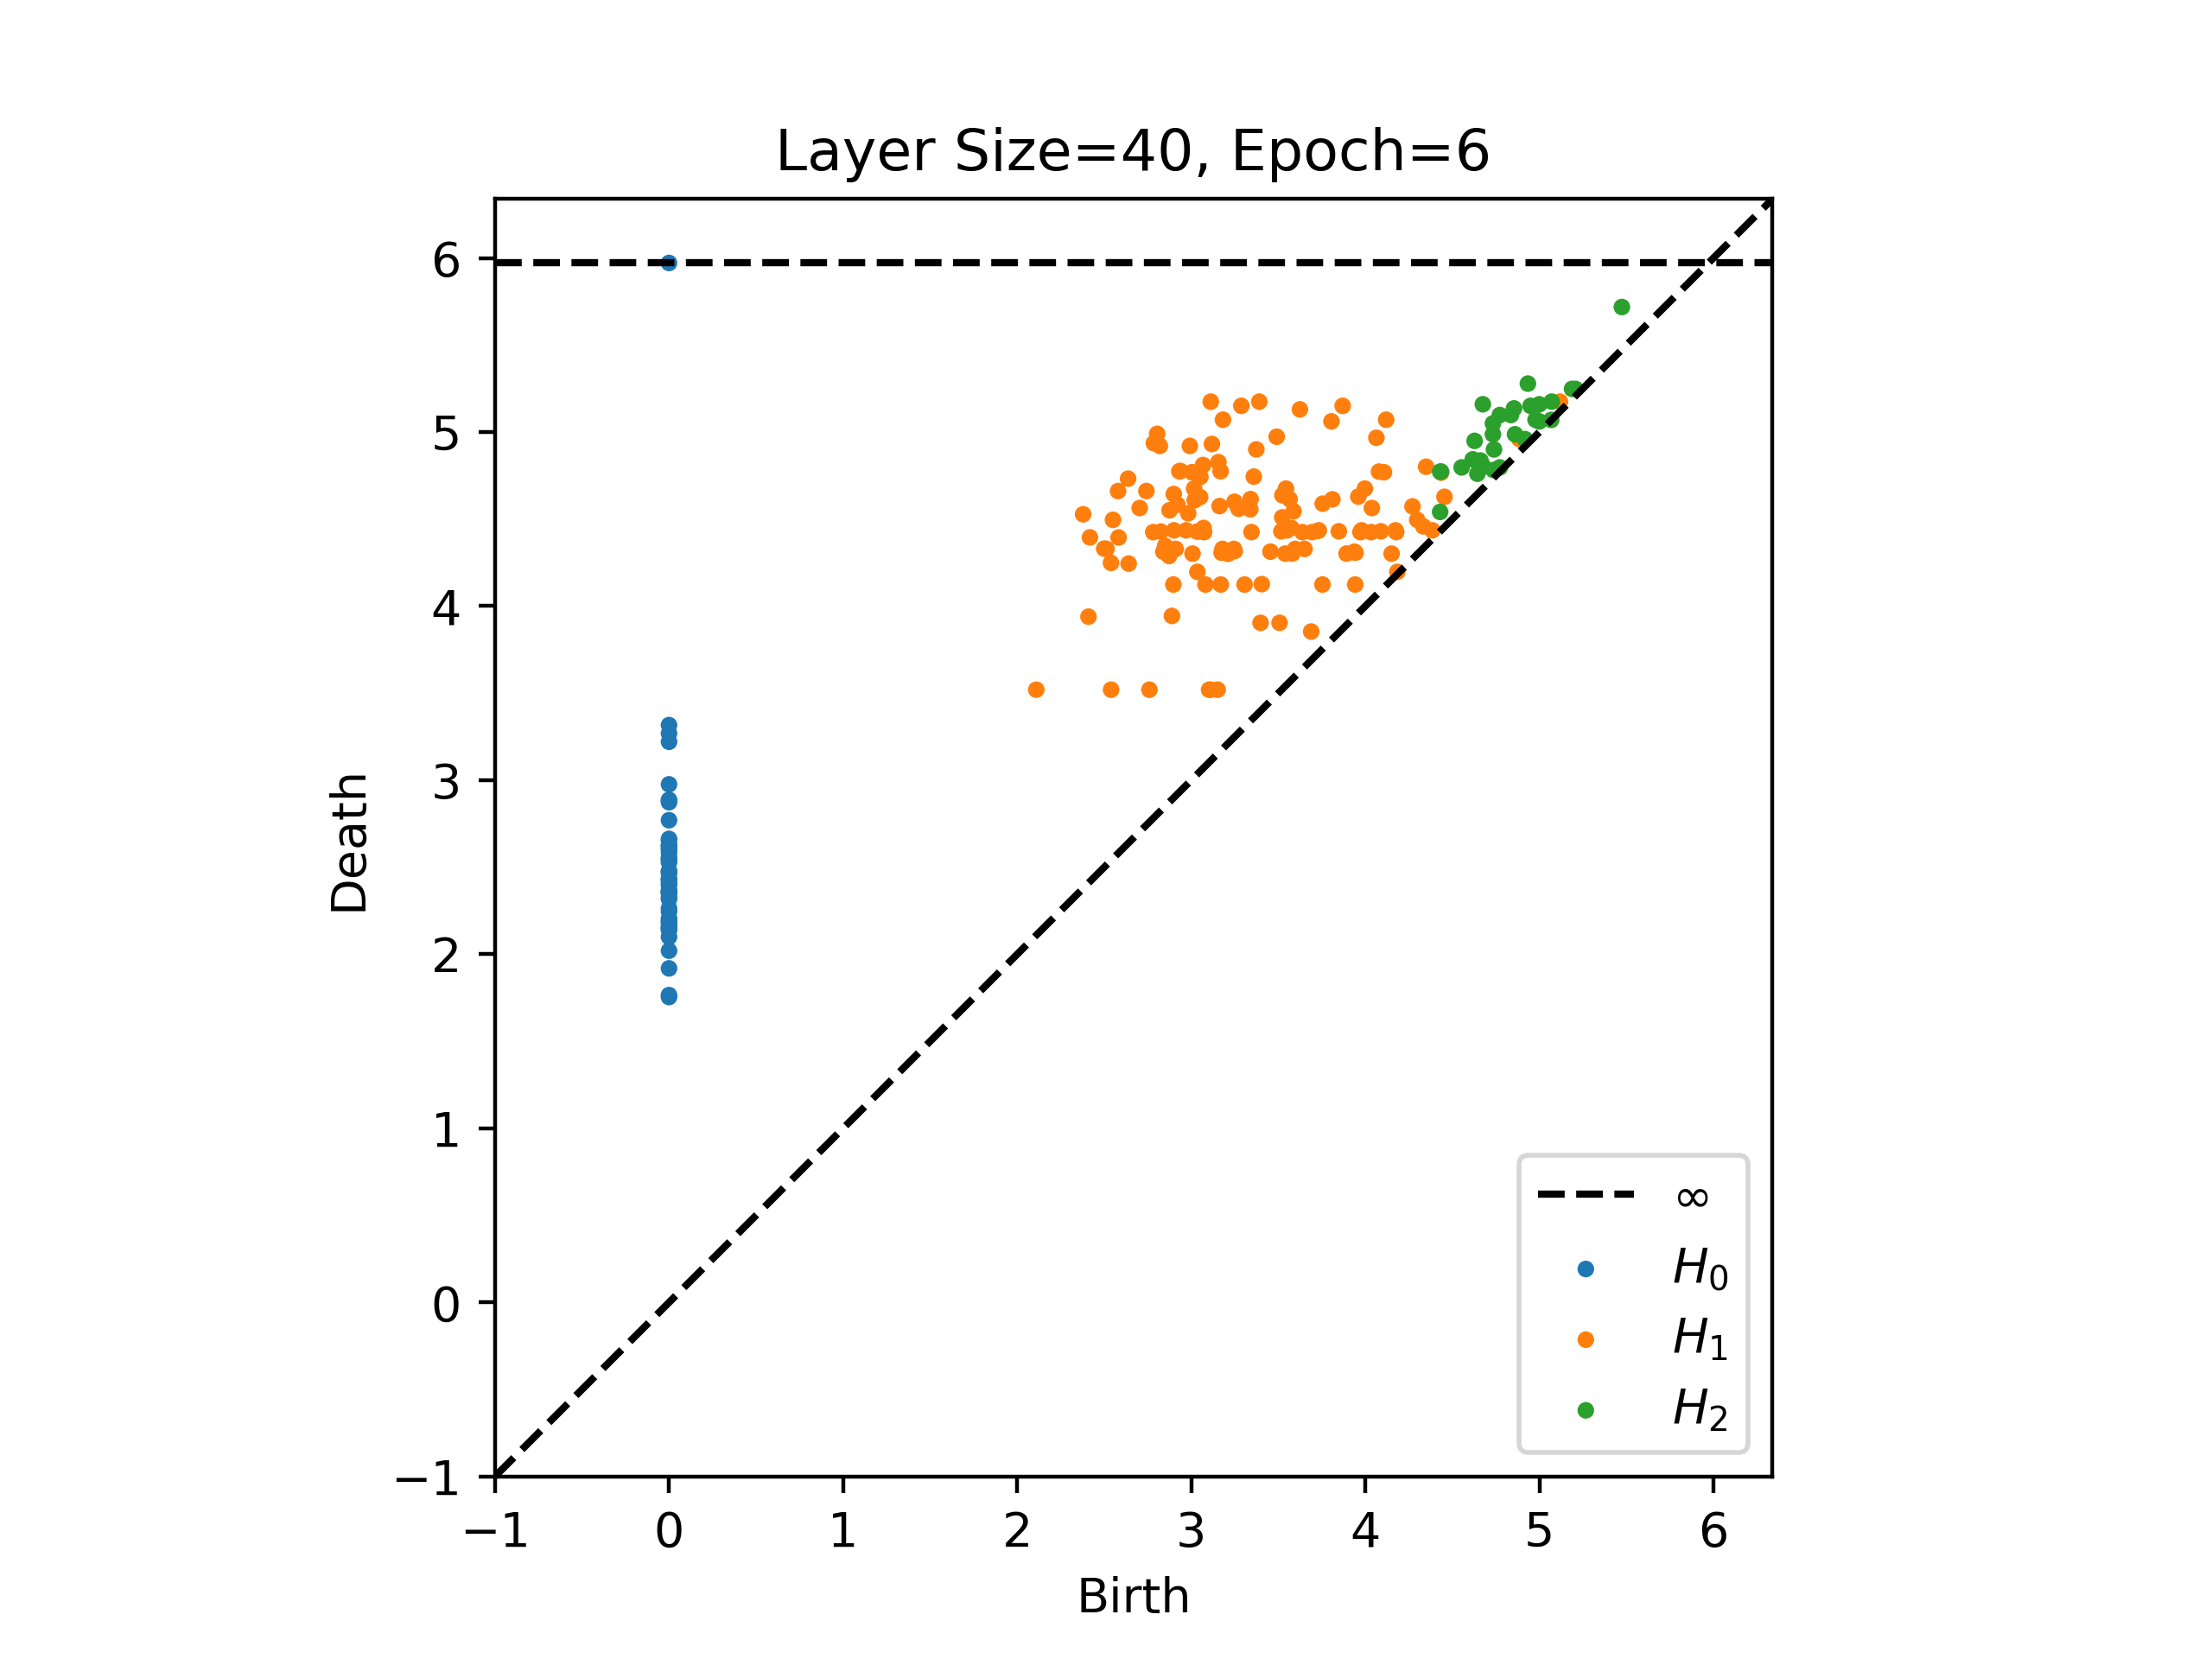 Layer Size=40, Epoch=6
6
5
4
3
2
1
0
−1
Death
−1 0 1 2 3 4 5 6
Birth
∞
H₀
H₁
H₂